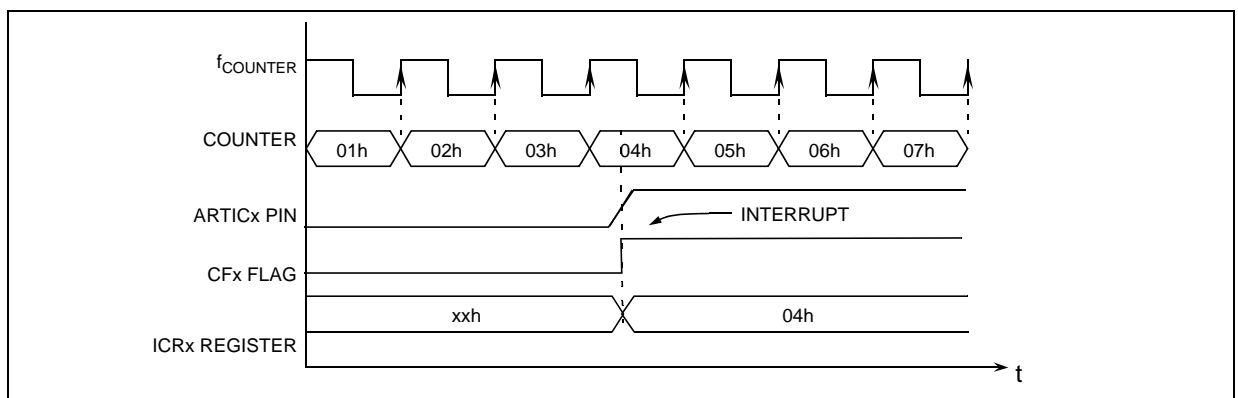 fCOUNTER
COUNTER
01h 02h 03h 04h 05h 06h 07h
ARTICx PIN
INTERRUPT
CFx FLAG
xxh 04h
ICRx REGISTER
t